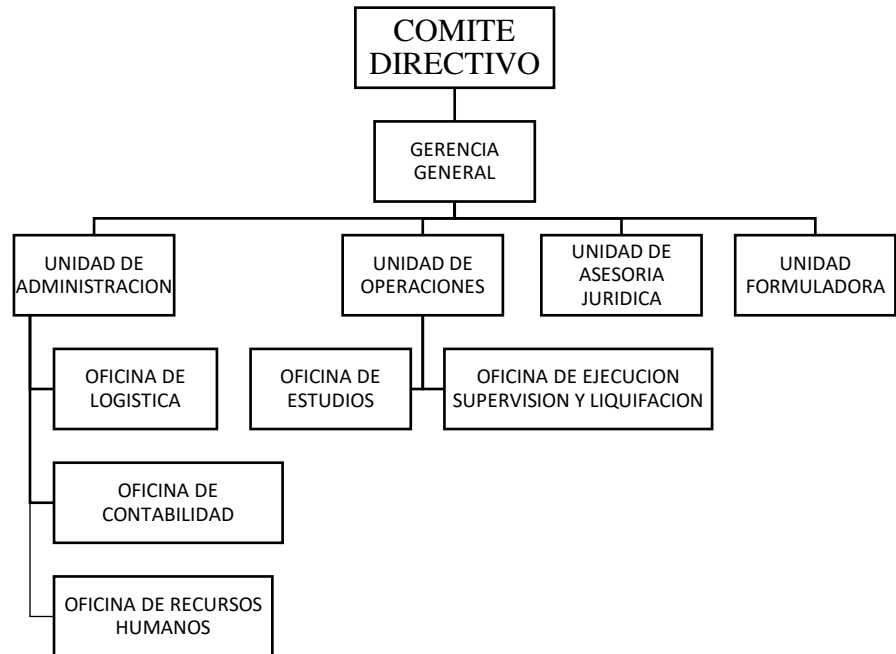 COMITE
DIRECTIVO
GERENCIA
GENERAL
UNIDAD DE
ADMINISTRACION
UNIDAD DE
OPERACIONES
UNIDAD DE
ASESORIA
JURIDICA
UNIDAD
FORMULADORA
OFICINA DE
LOGISTICA
OFICINA DE
ESTUDIOS
OFICINA DE EJECUCION
SUPERVISION Y LIQUIFACION
OFICINA DE
CONTABILIDAD
OFICINA DE RECURSOS
HUMANOS